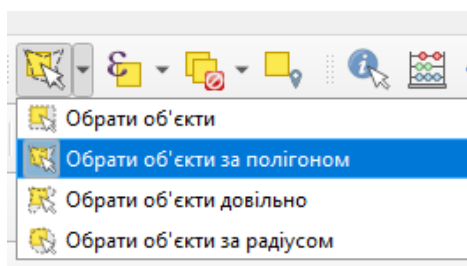 Обрати об'єкти
Обрати об'єкти за полігоном
Обрати об'єкти довільно
Обрати об'єкти за радіусом